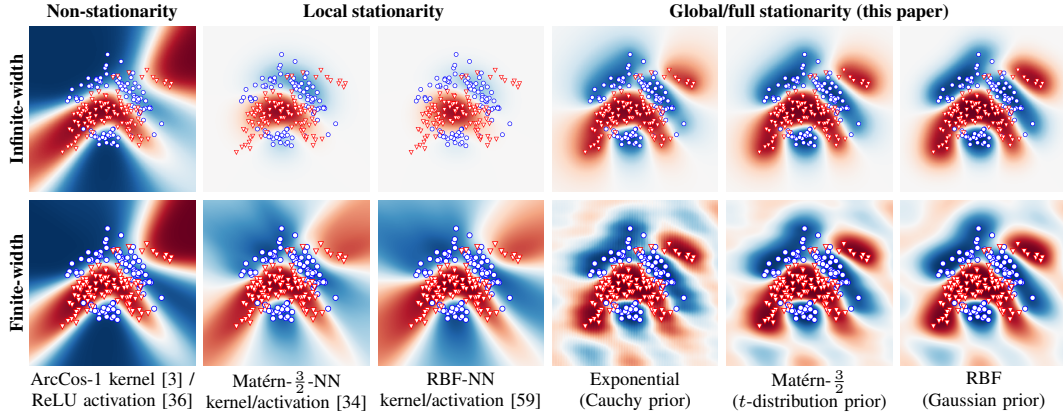 Non-stationarity Local stationarity Global/full stationarity (this paper)
Infinite-width
Finite-width
ArcCos-1 kernel [3] /
ReLU activation [36]
Matérn-3/2-NN
kernel/activation [34]
RBF-NN
kernel/activation [59]
Exponential
(Cauchy prior)
Matérn-3/2
(t-distribution prior)
RBF
(Gaussian prior)